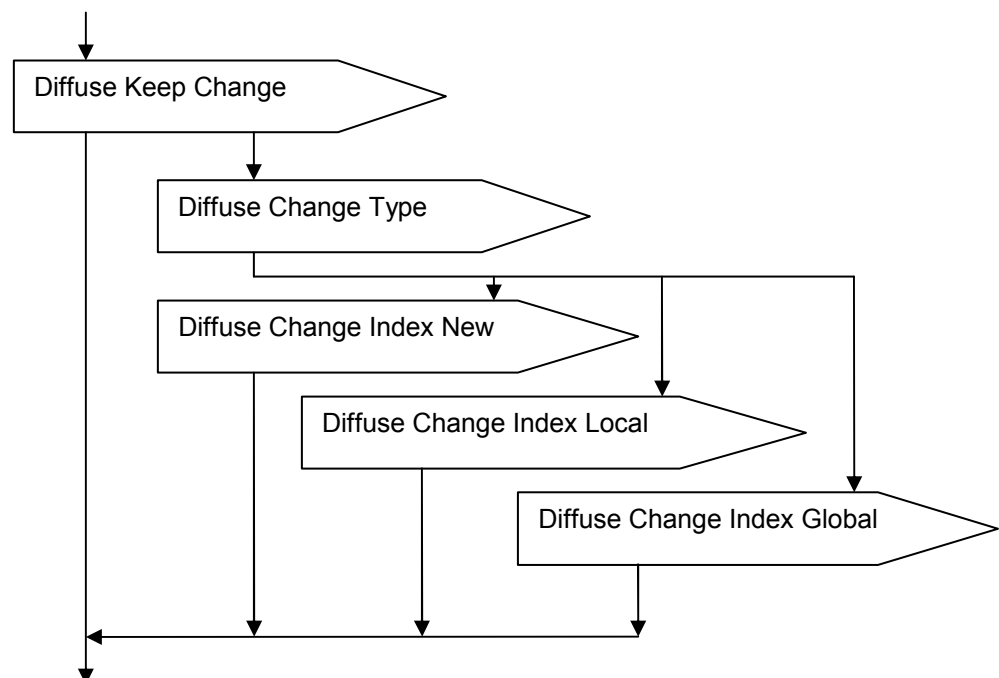 Diffuse Keep Change
Diffuse Change Type
Diffuse Change Index New
Diffuse Change Index Local
Diffuse Change Index Global